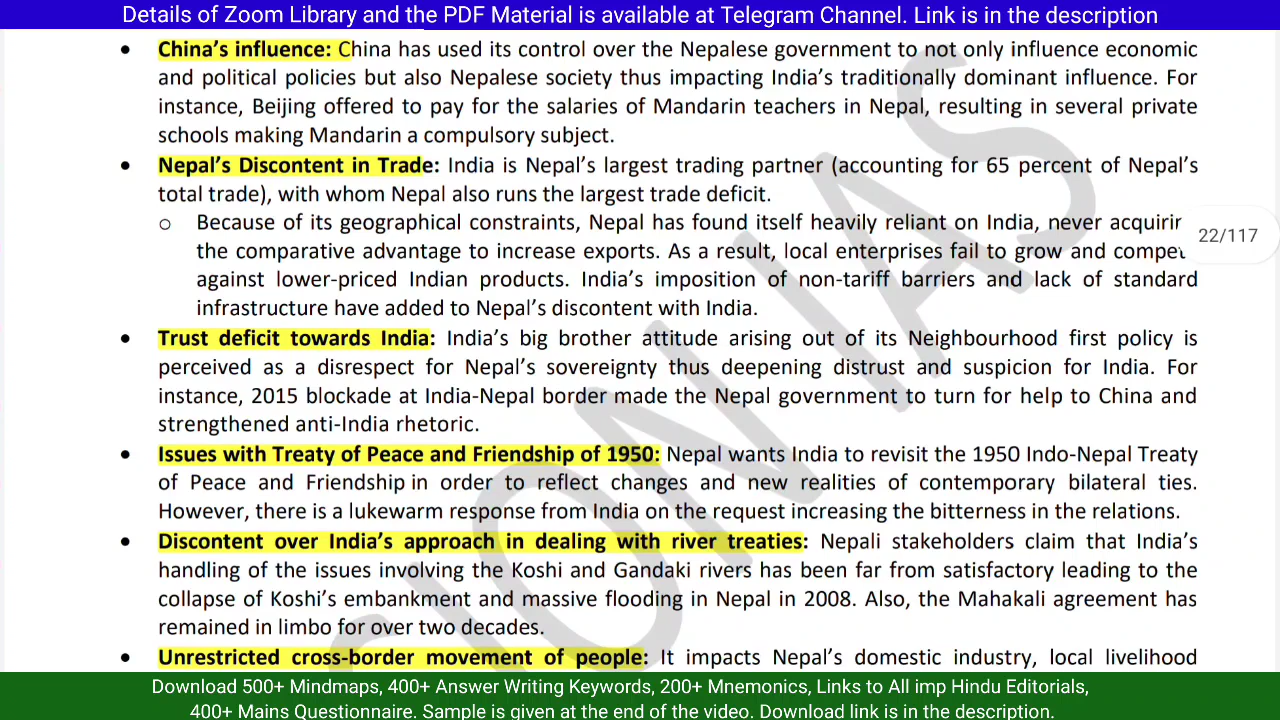 Details of Zoom Library and the PDF Material is available at Telegram Channel. Link is in the description
• China's influence: China has used its control over the Nepalese government to not only influence economic
and political policies but also Nepalese society thus impacting India's traditionally dominant influence. For
instance, Beijing offered to pay for the salaries of Mandarin teachers in Nepal, resulting in several private
schools making Mandarin a compulsory subject.
• Nepal's Discontent in Trade: India is Nepal's largest trading partner (accounting for 65 percent of Nepal's
total trade), with whom Nepal also runs the largest trade deficit.
o Because of its geographical constraints, Nepal has found itself heavily reliant on India, never acquirin
22/117
the comparative advantage to increase exports. As a result, local enterprises fail to grow and compet
against lower-priced Indian products. India's imposition of non-tariff barriers and lack of standard
infrastructure have added to Nepal's discontent with India.
• Trust deficit towards India: India's big brother attitude arising out of its Neighbourhood first policy is
perceived as a disrespect for Nepal's sovereignty thus deepening distrust and suspicion for India. For
instance, 2015 blockade at India-Nepal border made the Nepal government to turn for help to China and
strengthened anti-India rhetoric.
• Issues with Treaty of Peace and Friendship of 1950: Nepal wants India to revisit the 1950 Indo-Nepal Treaty
of Peace and Friendship in order to reflect changes and new realities of contemporary bilateral ties.
However, there is a lukewarm response from India on the request increasing the bitterness in the relations.
• Discontent over India's approach in dealing with river treaties: Nepali stakeholders claim that India's
handling of the issues involving the Koshi and Gandaki rivers has been far from satisfactory leading to the
collapse of Koshi's embankment and massive flooding in Nepal in 2008. Also, the Mahakali agreement has
remained in limbo for over two decades.
• Unrestricted cross-border movement of people: It impacts Nepal's domestic industry, local livelihood
Download 500+ Mindmaps, 400+ Answer Writing Keywords, 200+ Mnemonics, Links to All imp Hindu Editorials,
400+ Mains Questionnaire. Sample is given at the end of the video. Download link is in the description.
ION IAS